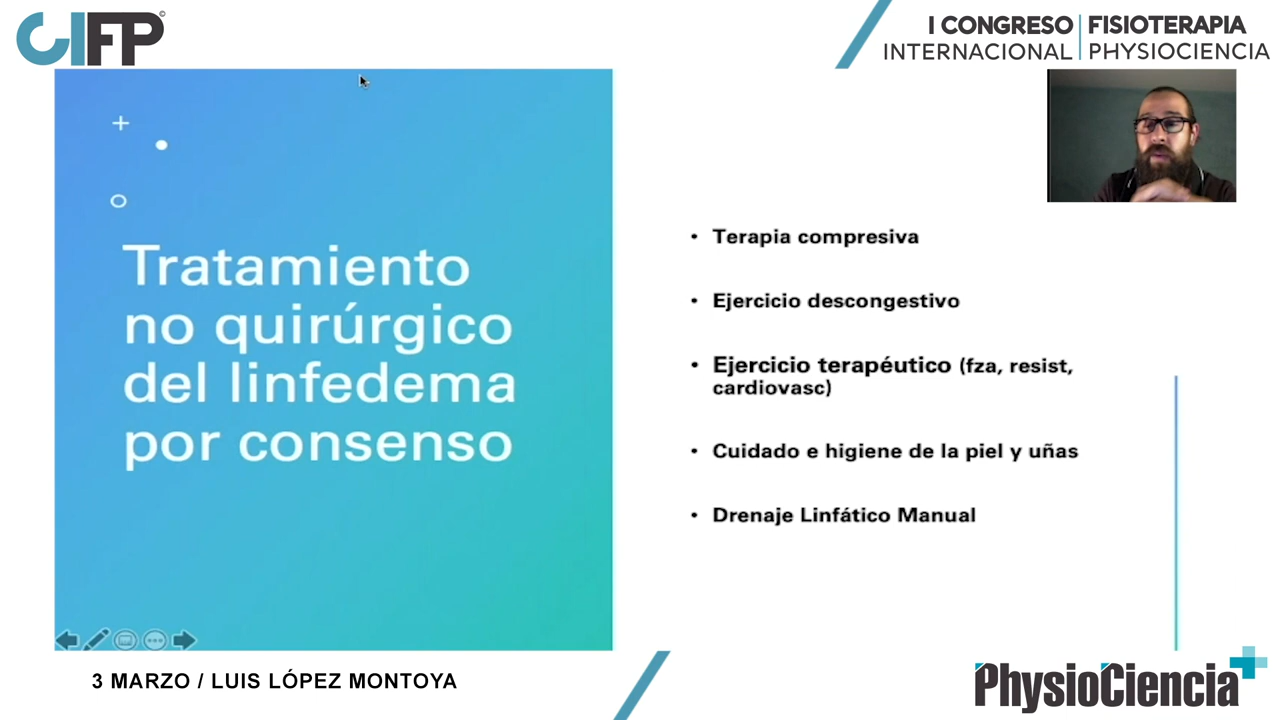 CIFP
I CONGRESO FISIOTERAPIA
INTERNACIONAL PHYSIOCIENCIA
Tratamiento
no quirúrgico
del linfedema
por consenso
• Terapia compresiva
• Ejercicio descongestivo
• Ejercicio terapéutico (fza, resist,
cardiovasc)
• Cuidado e higiene de la piel y uñas
• Drenaje Linfático Manual
3 MARZO / LUIS LÓPEZ MONTOYA
PhysioCiencia